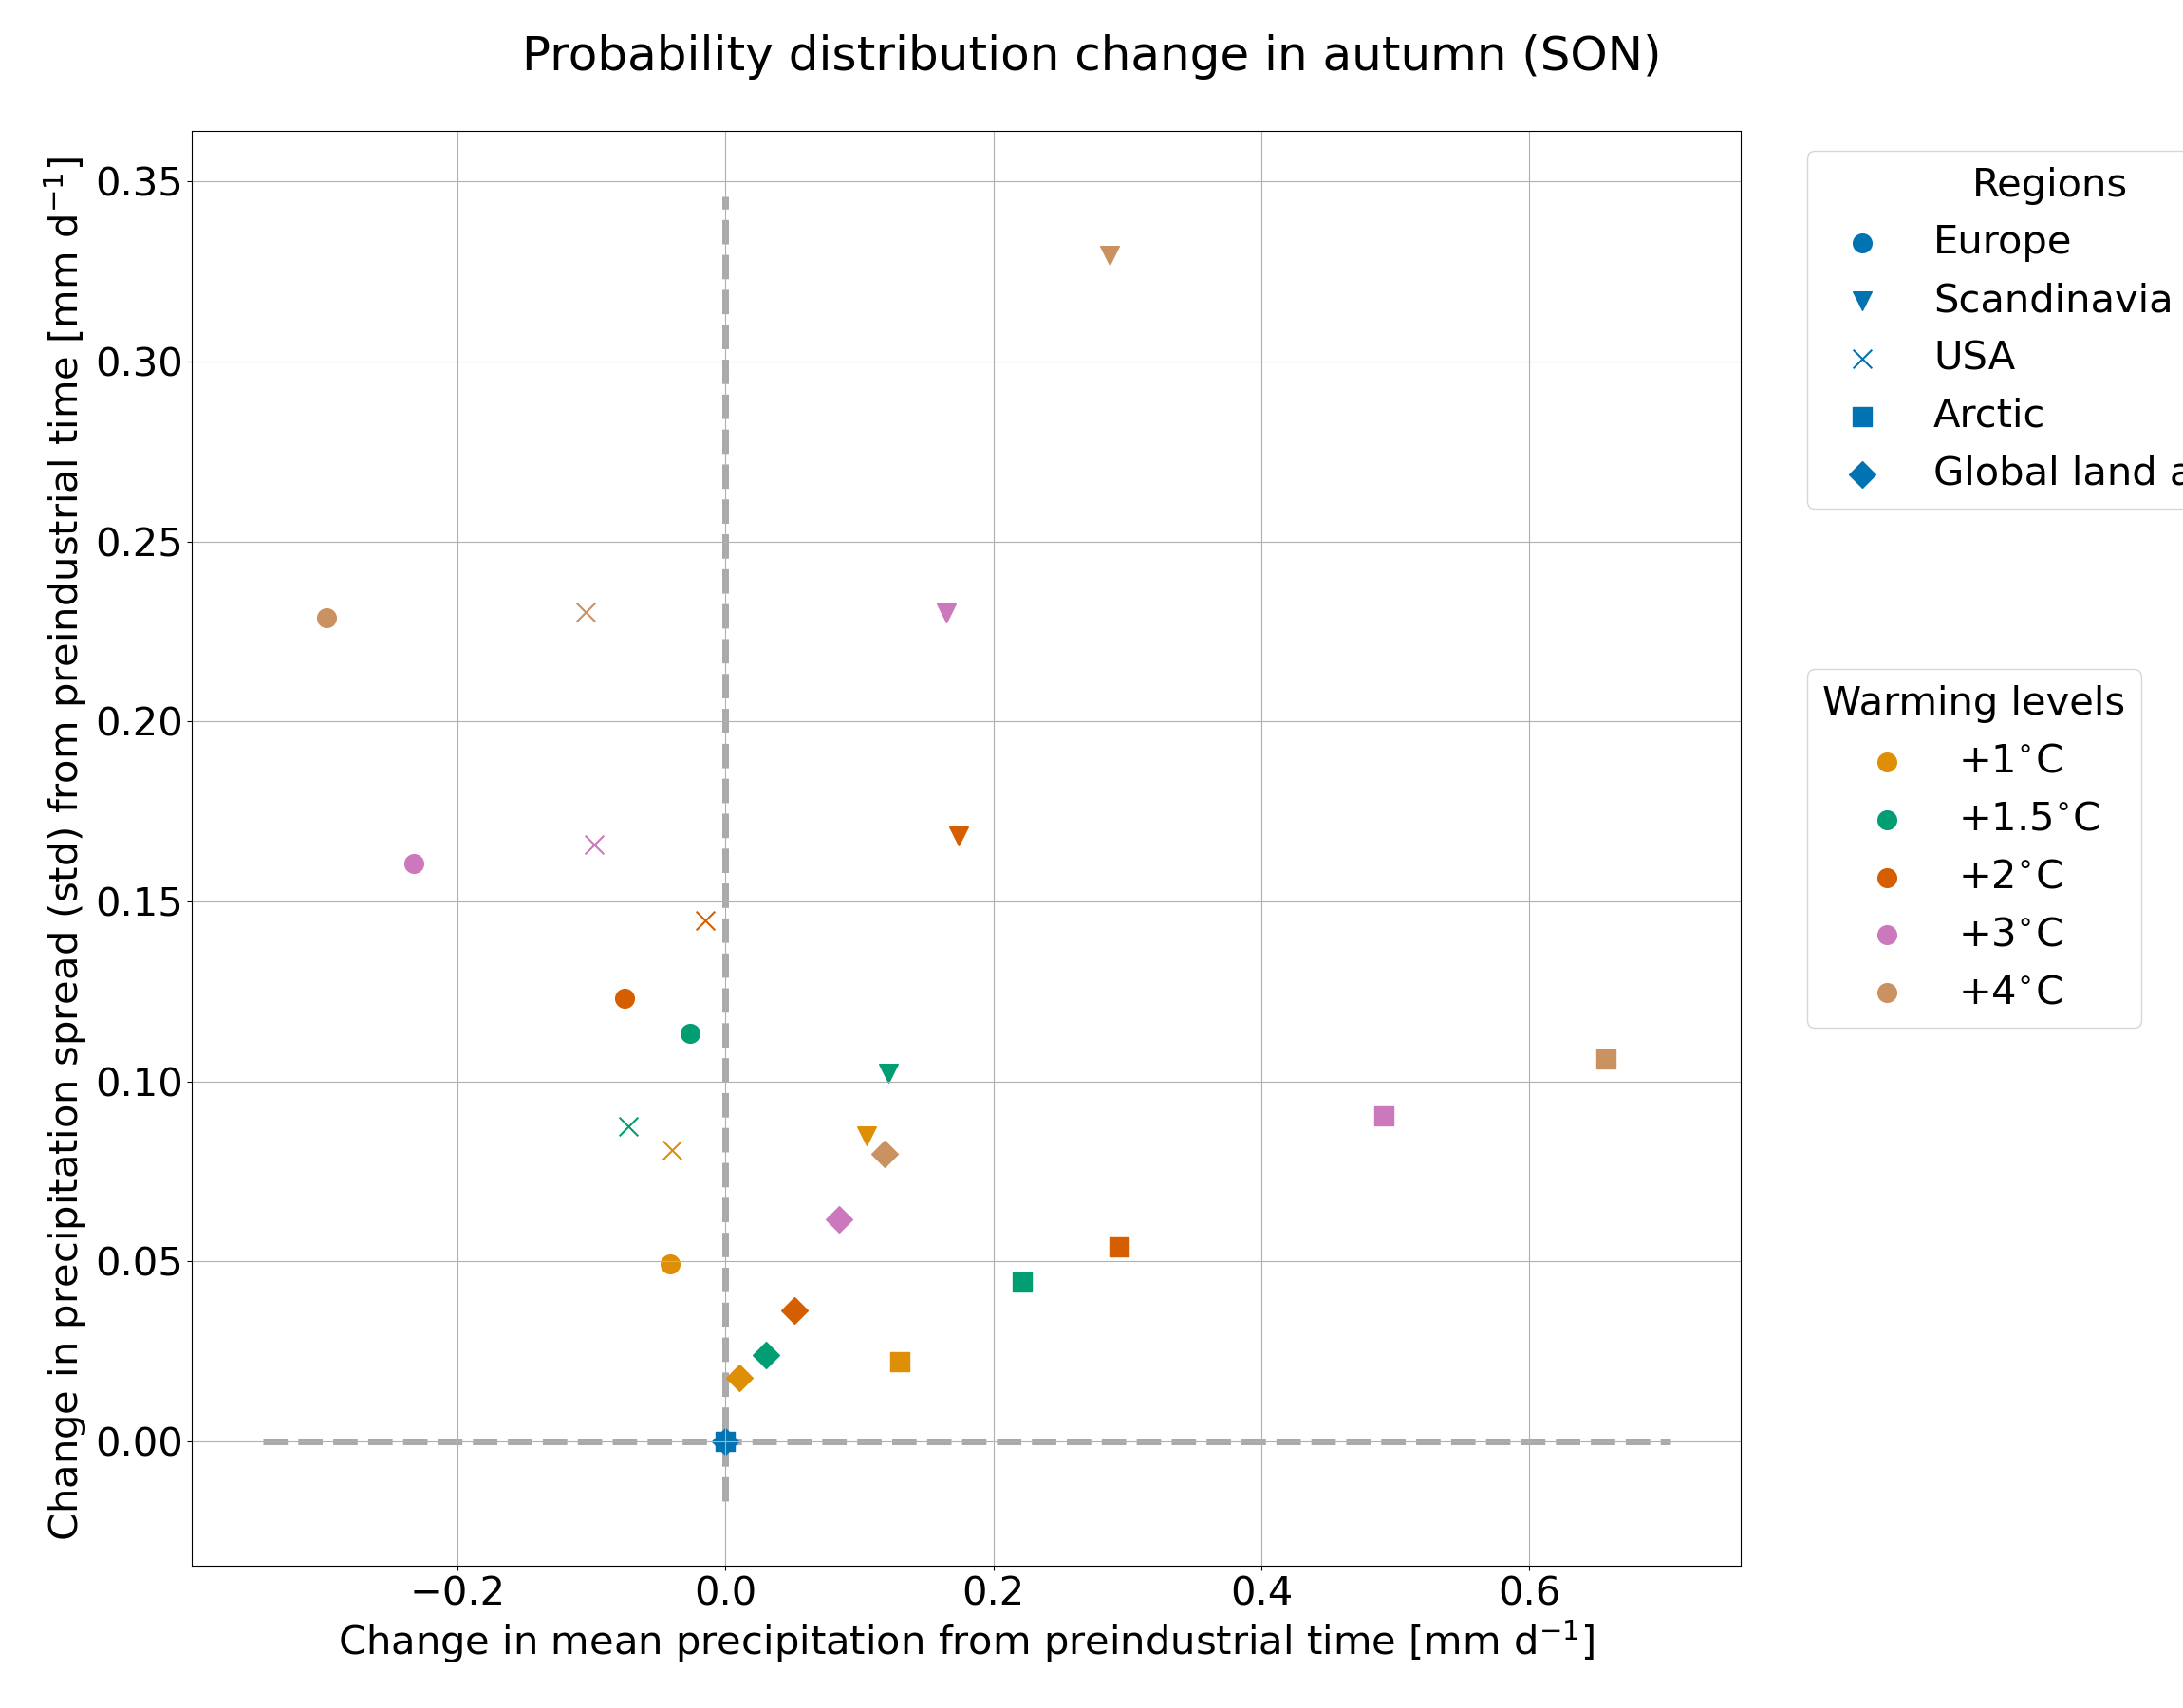 Probability distribution change in autumn (SON)
Change in precipitation spread (std) from preindustrial time [mm d⁻¹]
0.35
0.30
0.25
0.20
0.15
0.10
0.05
0.00
−0.2 0.0 0.2 0.4 0.6
Change in mean precipitation from preindustrial time [mm d⁻¹]
Regions
Europe
Scandinavia
USA
Arctic
Global land
Warming levels
+1°C
+1.5°C
+2°C
+3°C
+4°C